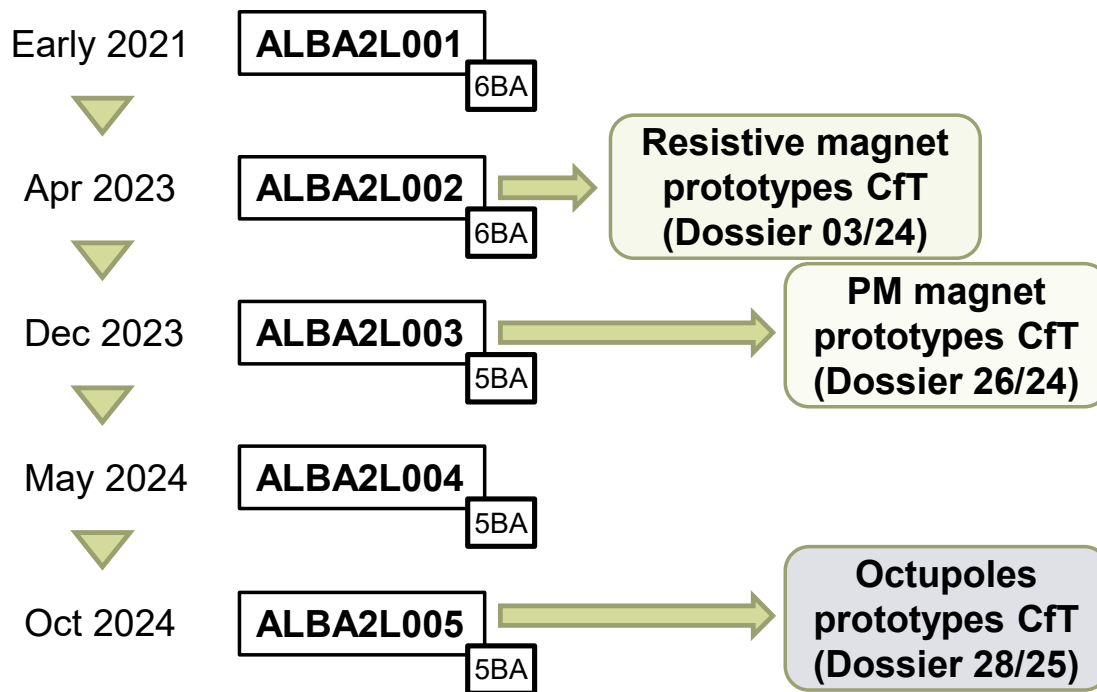 Early 2021
ALBA2L001
6BA
Apr 2023
ALBA2L002
6BA
Resistive magnet
prototypes CfT
(Dossier 03/24)
Dec 2023
ALBA2L003
5BA
PM magnet
prototypes CfT
(Dossier 26/24)
May 2024
ALBA2L004
5BA
Oct 2024
ALBA2L005
5BA
Octupoles
prototypes CfT
(Dossier 28/25)